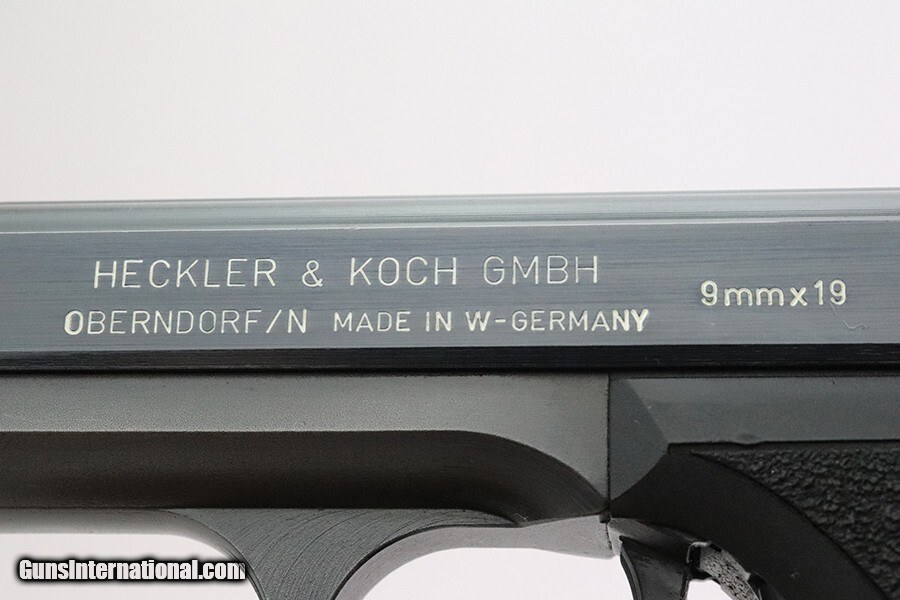 HECKLER & KOCH GMBH
OBERNDORF/N MADE IN W-GERMANY
9mmx19
GunsInternational.com